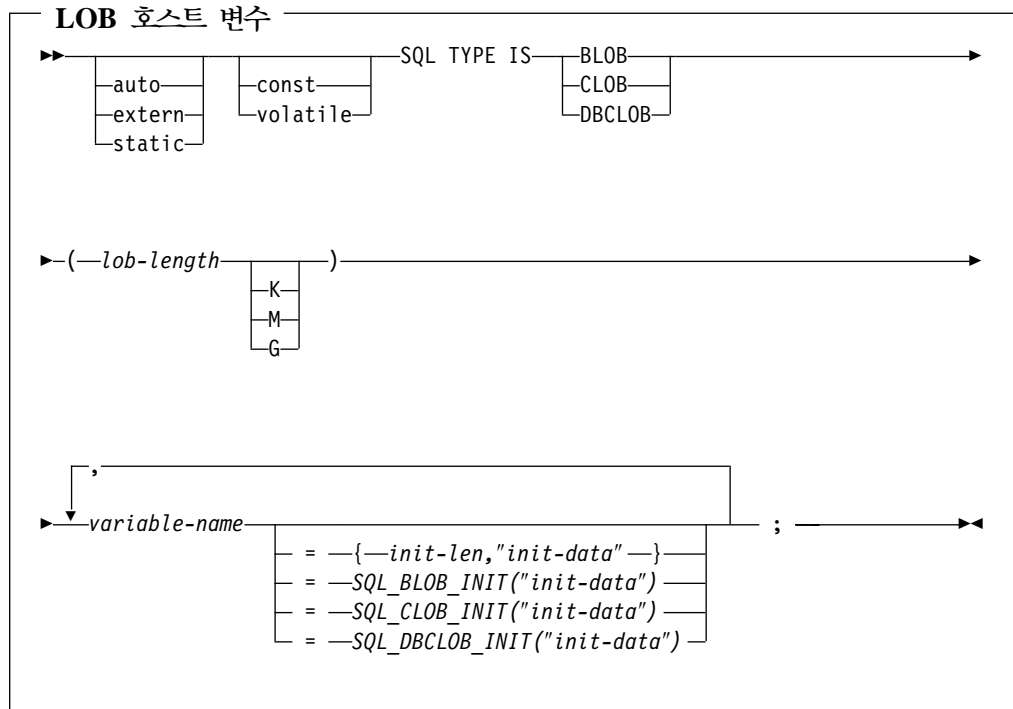 LOB 호스트 변수
SQL TYPE IS BLOB
auto const CLOB
extern volatile DBCLOB
static
( lob-length )
K
M
G
,
variable-name ;
= { init-len,"init-data" }
= SQL_BLOB_INIT("init-data")
= SQL_CLOB_INIT("init-data")
= SQL_DBCLOB_INIT("init-data")